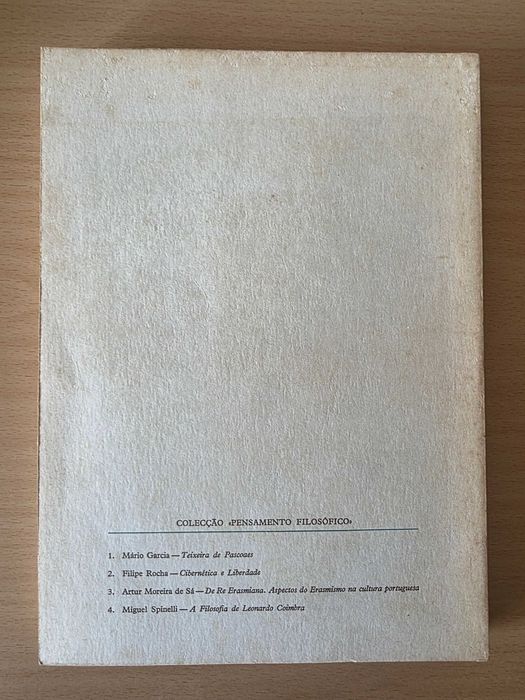 COLECÇÃO «PENSAMENTO FILOSÓFICO»
1. Mário Garcia — Teixeira de Pascoaes
2. Filipe Rocha — Cibernética e Liberdade
3. Artur Moreira de Sá — De Re Erasmiana. Aspectos do Erasmismo na cultura portuguesa
4. Miguel Spinelli — A Filosofia de Leonardo Coimbra